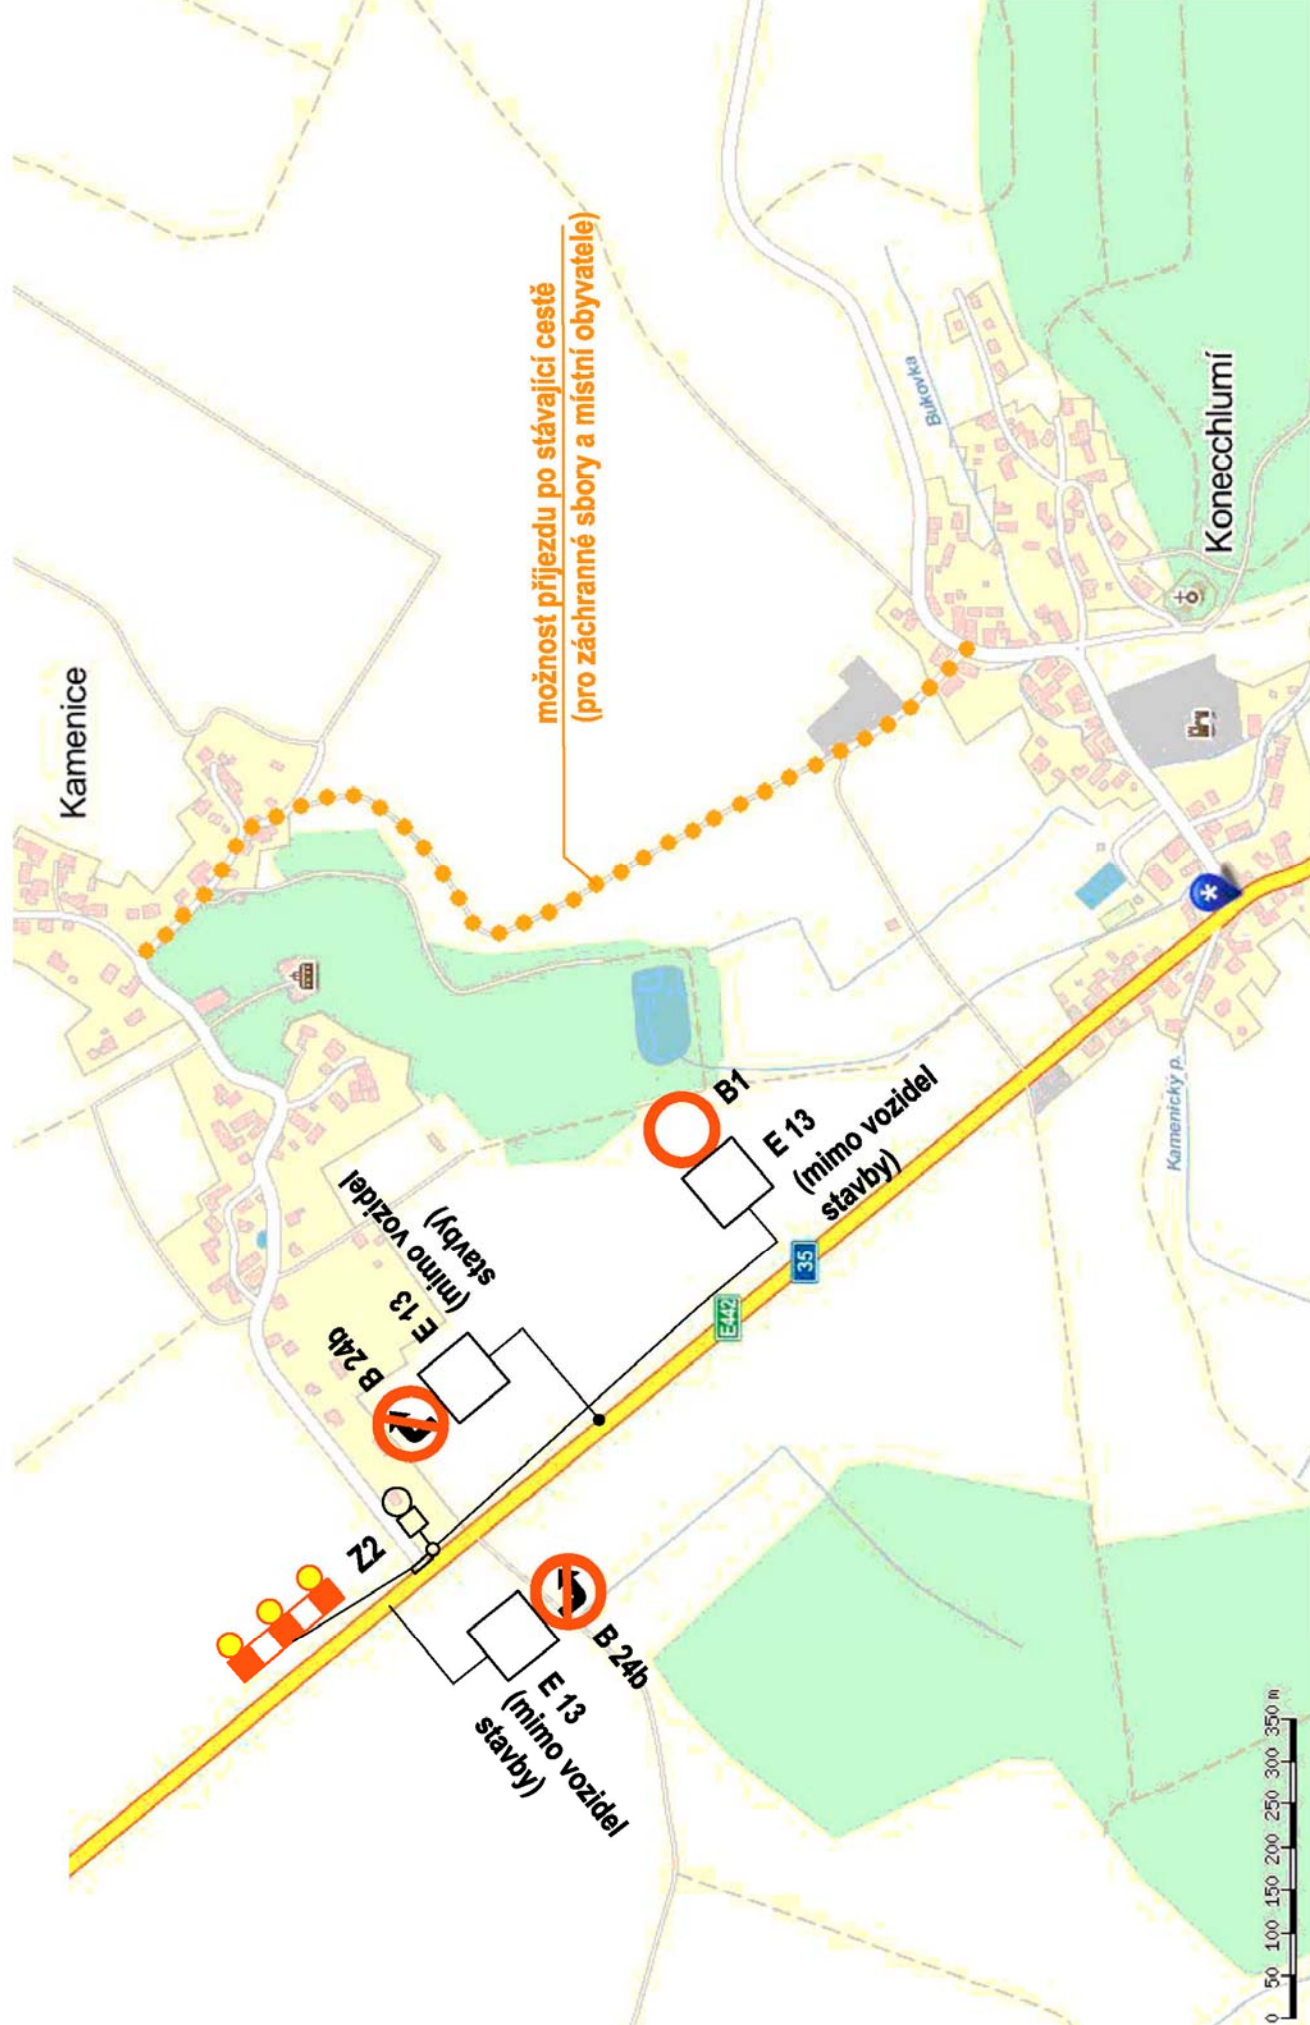 Kamenice
možnost příjezdu po stávající cestě
(pro záchranné sbory a místní obyvatele)
Bukovka
Konecchlumí
Z2
B 24b
E 13
(mimo vozidel
stavby)
B1
E 13
(mimo vozidel
stavby)
E442
35
Kamenický p.
B 24b
E 13
(mimo vozidel
stavby)
0 50 100 150 200 250 300 350 m